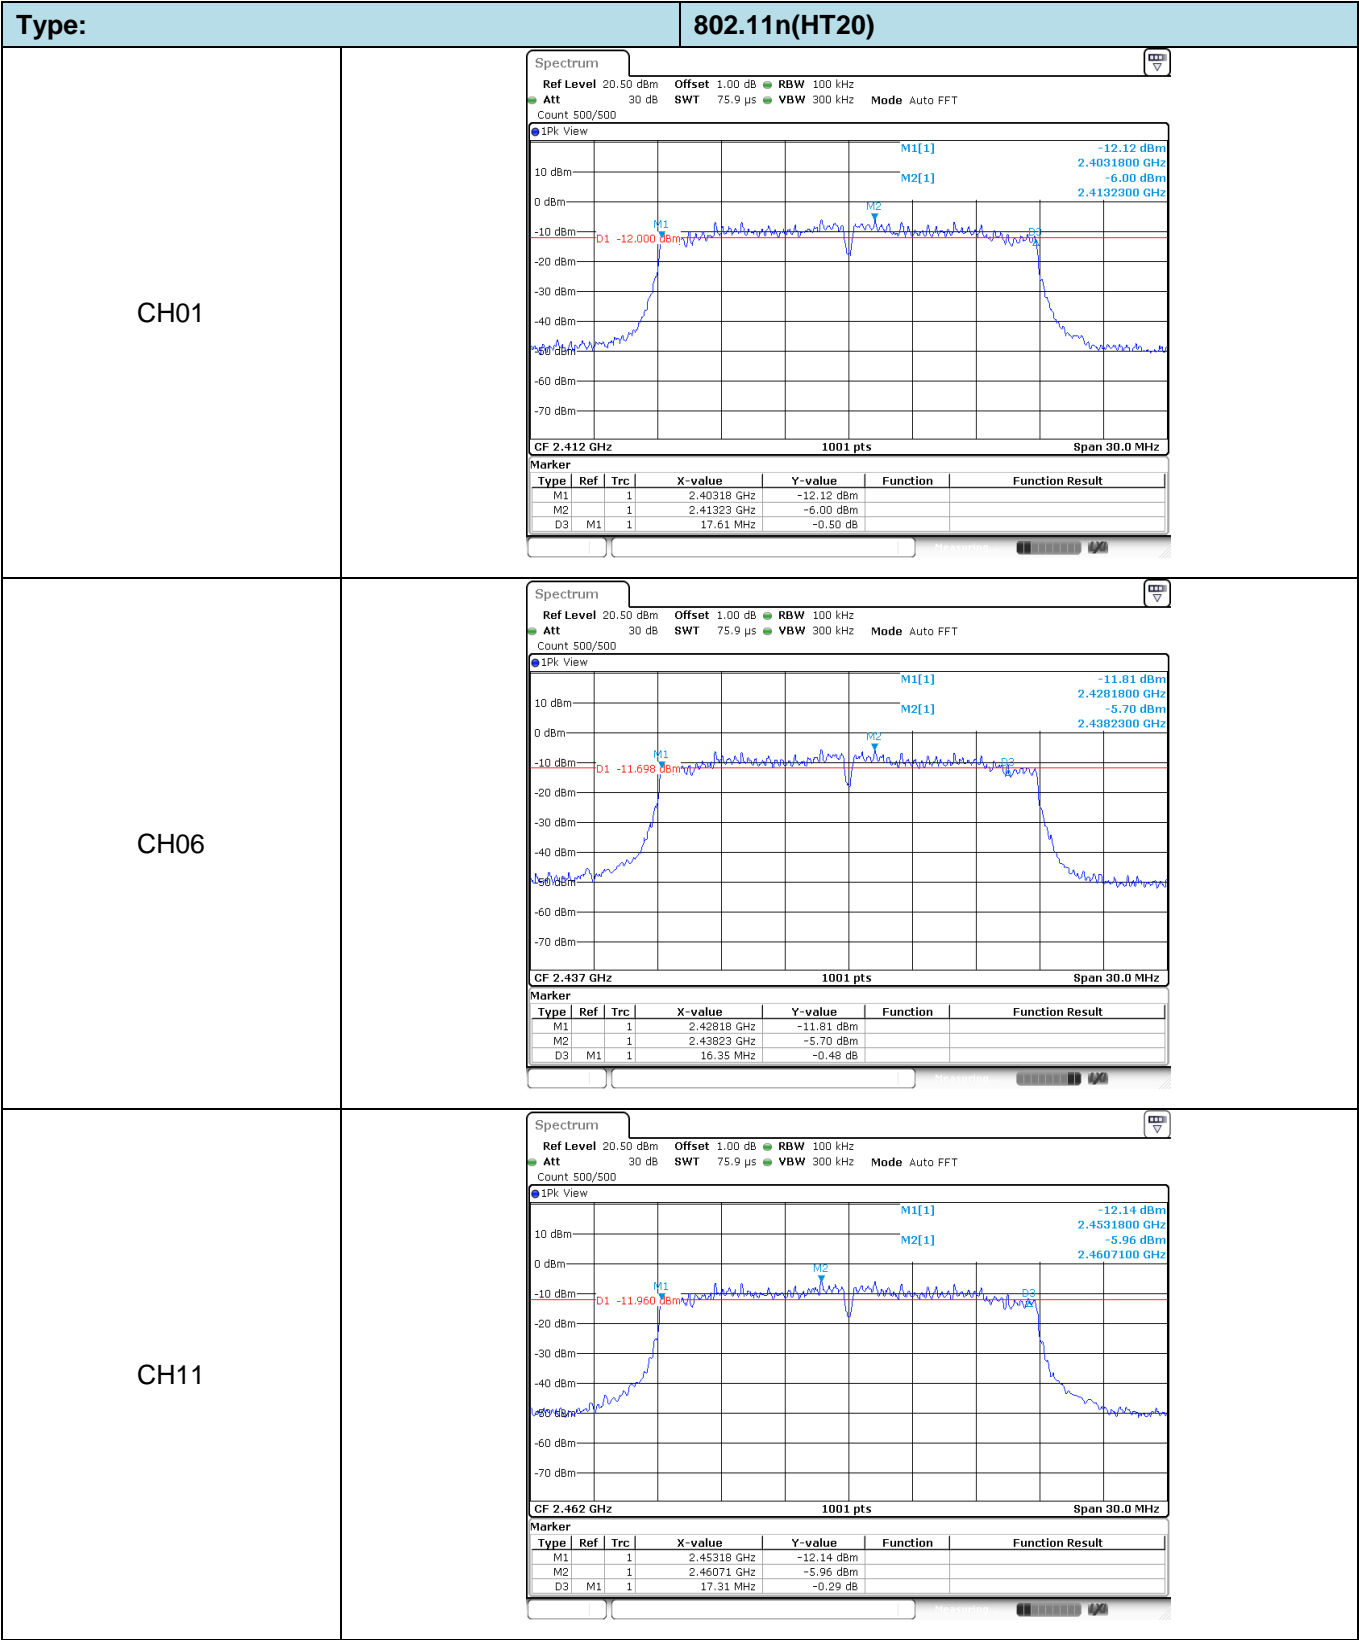 Type: 802.11n(HT20)
CH01
Spectrum
Ref Level 20.50 dBm Offset 1.00 dB RBW 100 kHz
Att 30 dB SWT 75.9 µs VBW 300 kHz Mode Auto FFT
Count 500/500
1Pk View
M1[1] -12.12 dBm
2.4031800 GHz
10 dBm
M2[1] -6.00 dBm
2.4132300 GHz
0 dBm
M2
M1
D3
-10 dBm
D1 -12.000 dBm
-20 dBm
-30 dBm
-40 dBm
-50 dBm
-60 dBm
-70 dBm
CF 2.412 GHz 1001 pts Span 30.0 MHz
Marker
Type Ref Trc X-value Y-value Function Function Result
M1 1 2.40318 GHz -12.12 dBm
M2 1 2.41323 GHz -6.00 dBm
D3 M1 1 17.61 MHz -0.50 dB
Measuring
CH06
Spectrum
Ref Level 20.50 dBm Offset 1.00 dB RBW 100 kHz
Att 30 dB SWT 75.9 µs VBW 300 kHz Mode Auto FFT
Count 500/500
1Pk View
M1[1] -11.81 dBm
2.4281800 GHz
10 dBm
M2[1] -5.70 dBm
2.4382300 GHz
0 dBm
M2
M1
D3
-10 dBm
D1 -11.698 dBm
-20 dBm
-30 dBm
-40 dBm
-50 dBm
-60 dBm
-70 dBm
CF 2.437 GHz 1001 pts Span 30.0 MHz
Marker
Type Ref Trc X-value Y-value Function Function Result
M1 1 2.42818 GHz -11.81 dBm
M2 1 2.43823 GHz -5.70 dBm
D3 M1 1 16.35 MHz -0.48 dB
Measuring
CH11
Spectrum
Ref Level 20.50 dBm Offset 1.00 dB RBW 100 kHz
Att 30 dB SWT 75.9 µs VBW 300 kHz Mode Auto FFT
Count 500/500
1Pk View
M1[1] -12.14 dBm
2.4531800 GHz
10 dBm
M2[1] -5.96 dBm
2.4607100 GHz
0 dBm
M2
M1
D3
-10 dBm
D1 -11.960 dBm
-20 dBm
-30 dBm
-40 dBm
-50 dBm
-60 dBm
-70 dBm
CF 2.462 GHz 1001 pts Span 30.0 MHz
Marker
Type Ref Trc X-value Y-value Function Function Result
M1 1 2.45318 GHz -12.14 dBm
M2 1 2.46071 GHz -5.96 dBm
D3 M1 1 17.31 MHz -0.29 dB
Measuring